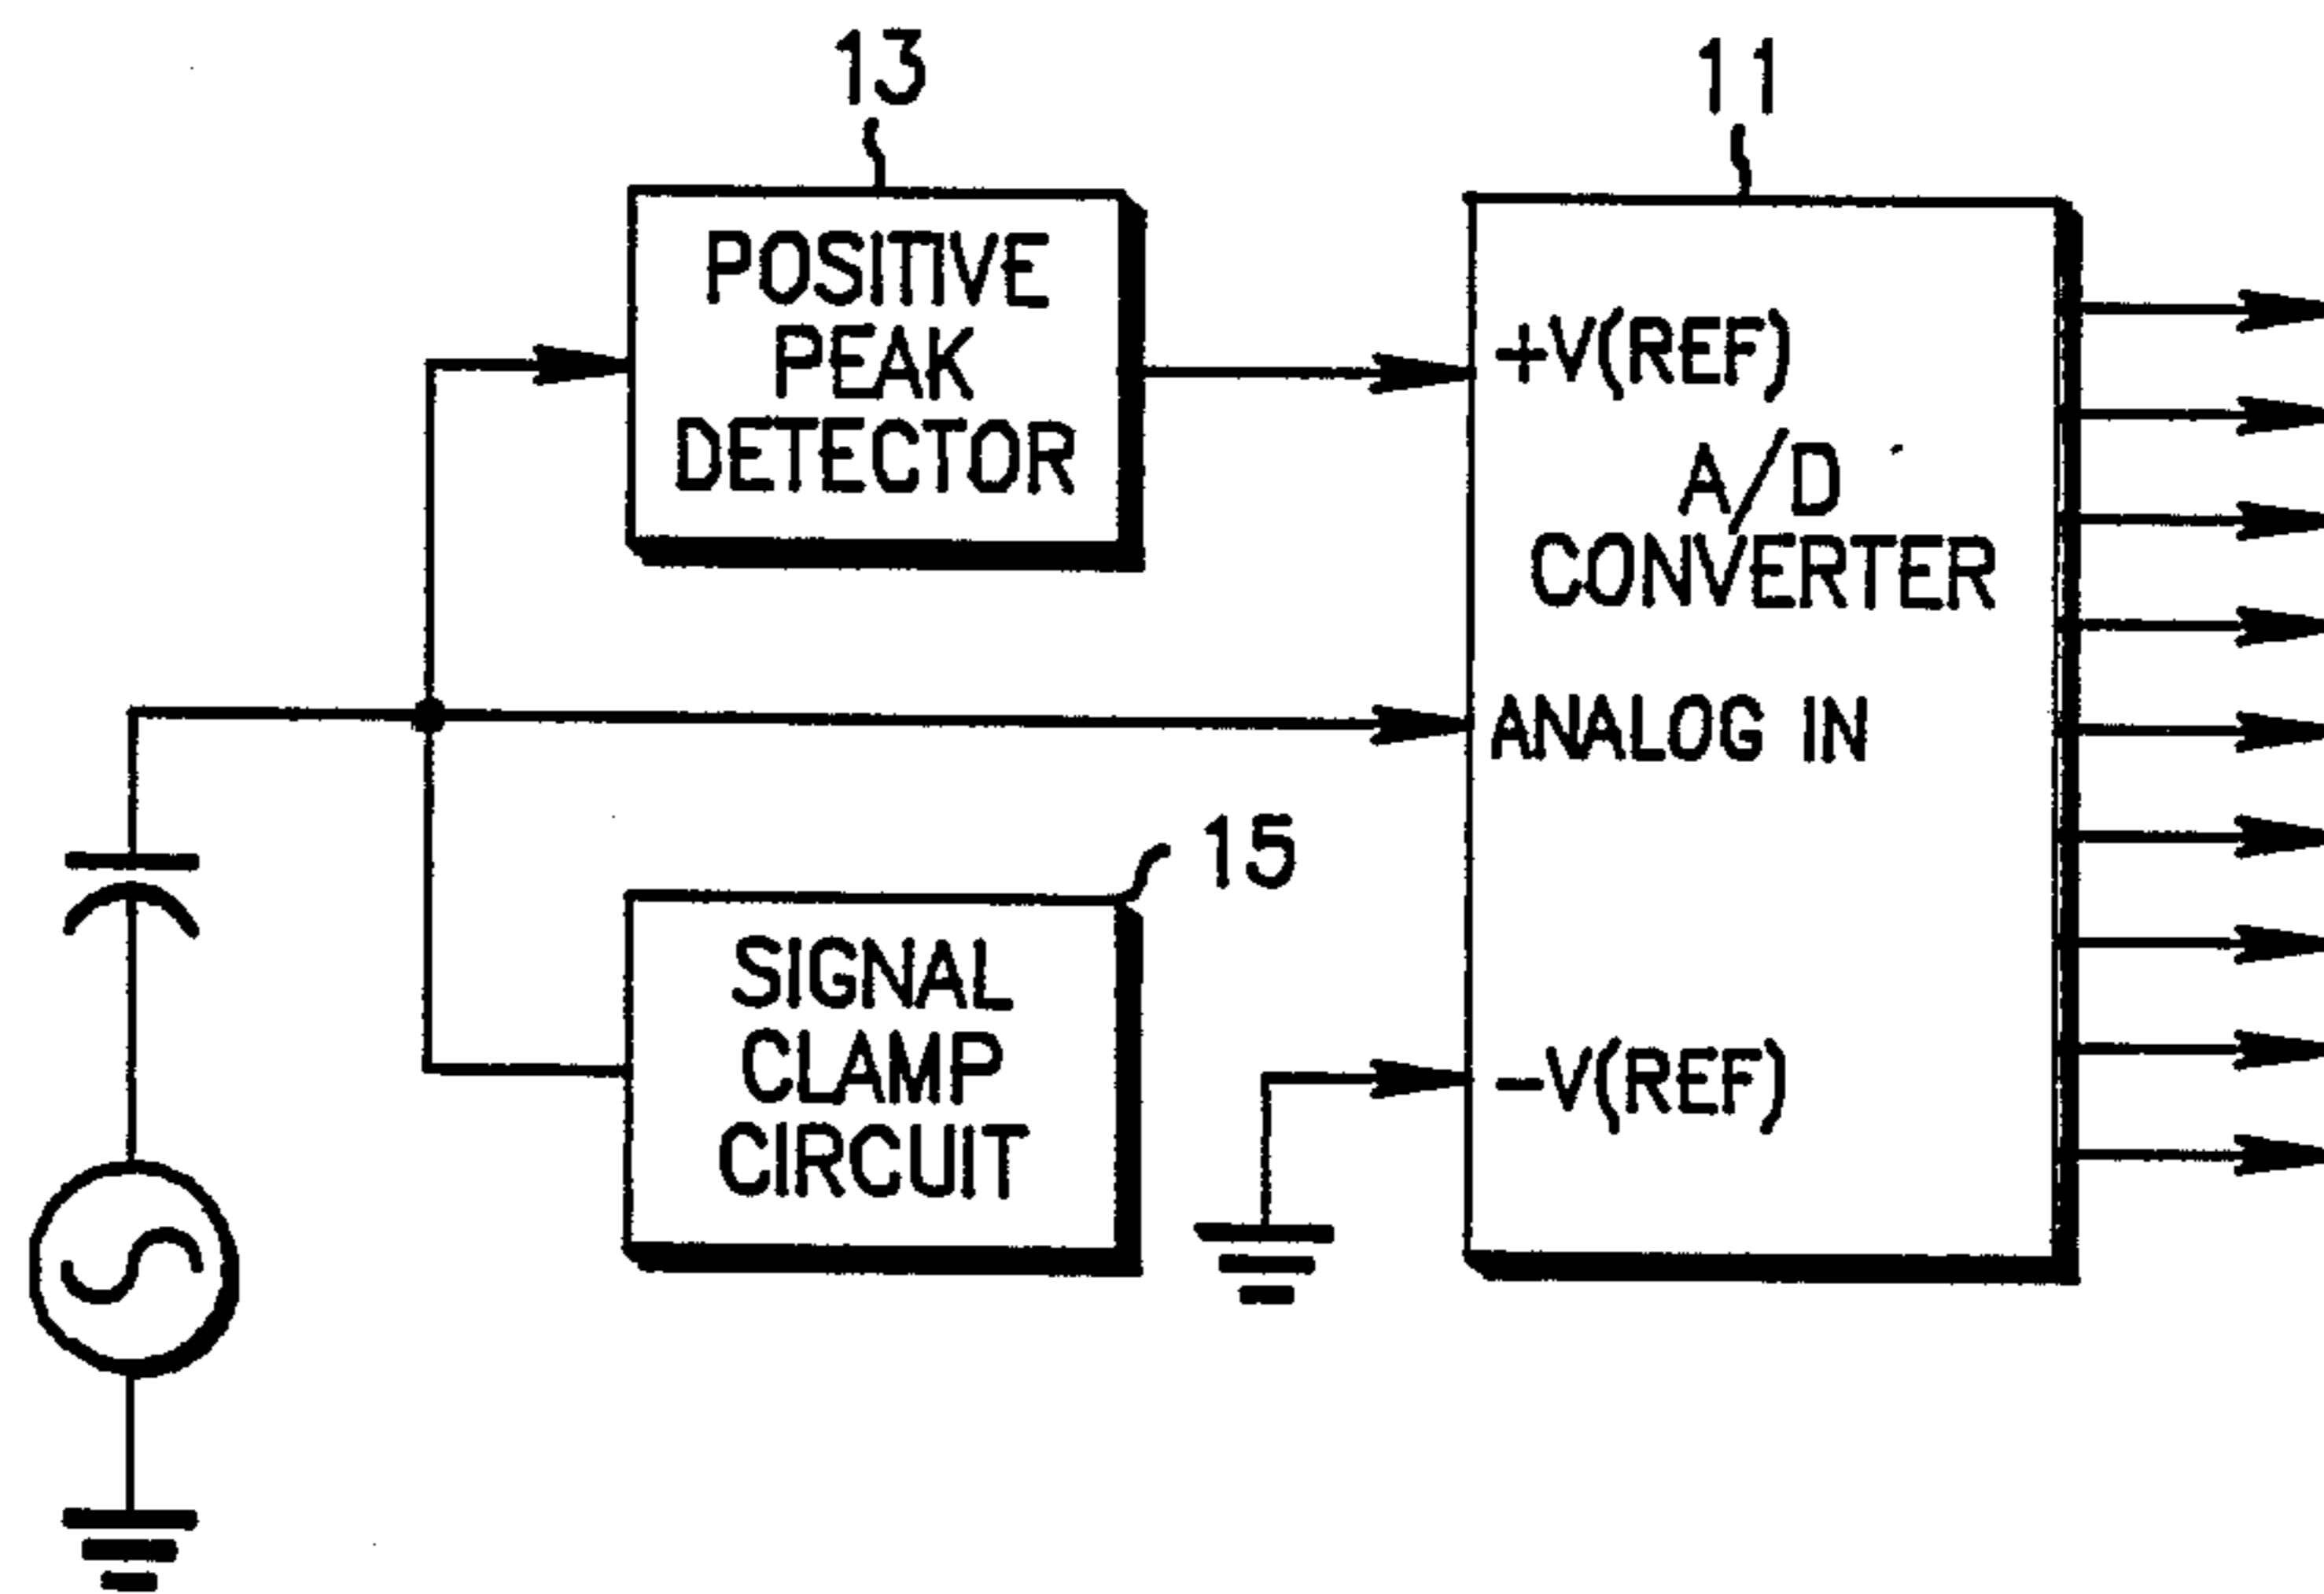 13
11
POSITIVE
PEAK
DETECTOR
+V(REF)
A/D
CONVERTER
ANALOG IN
15
SIGNAL
CLAMP
CIRCUIT
-V(REF)